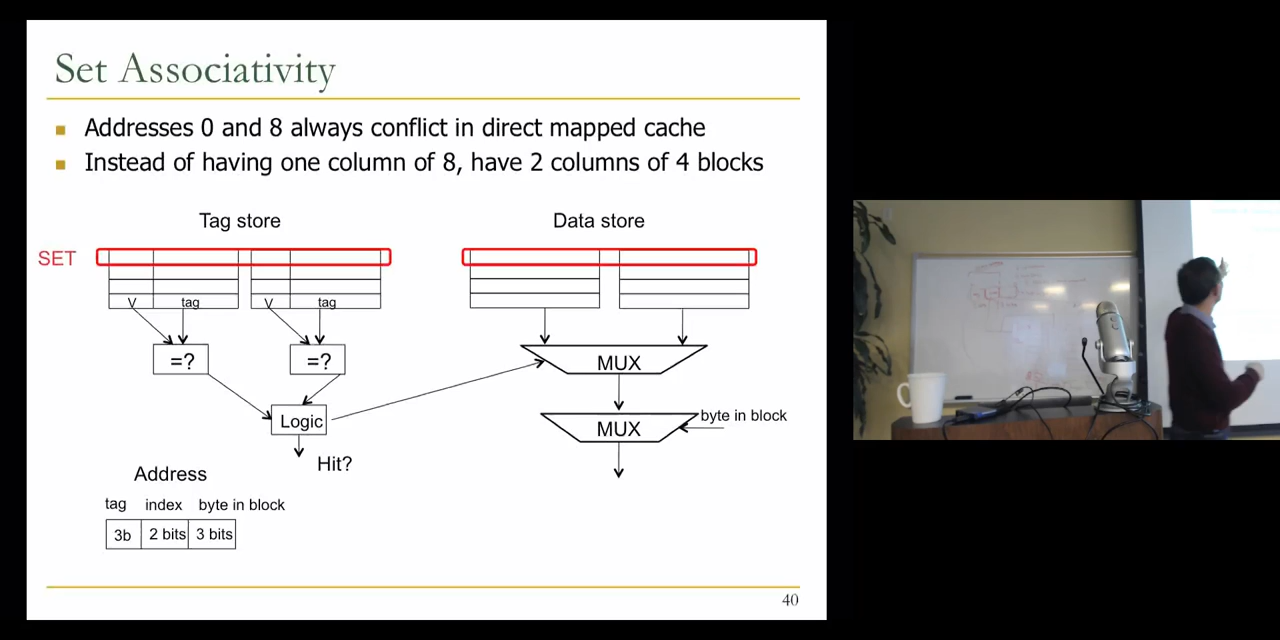 Set Associativity
Addresses 0 and 8 always conflict in direct mapped cache
Instead of having one column of 8, have 2 columns of 4 blocks
Tag store
Data store
SET
V
tag
V
tag
=?
=?
MUX
Logic
MUX
byte in block
Hit?
Address
tag
index
byte in block
3b
2 bits
3 bits
40